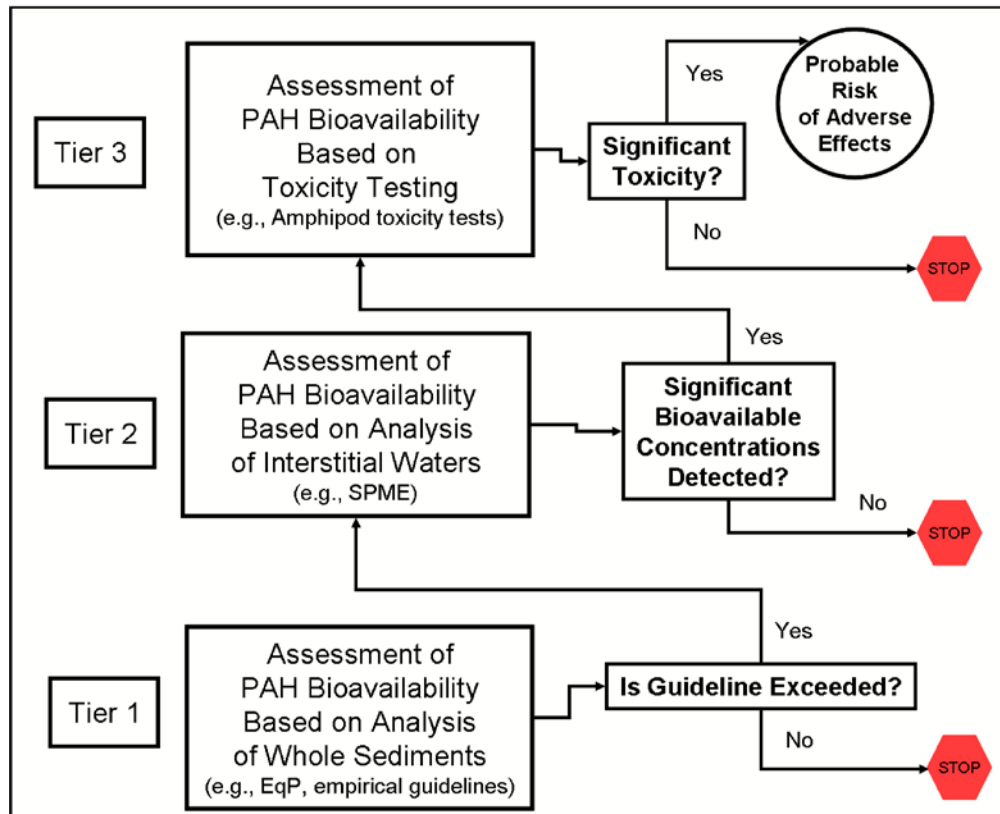 Tier 3
Assessment of
PAH Bioavailability
Based on
Toxicity Testing
(e.g., Amphipod toxicity tests)
Significant
Toxicity?
Yes
Probable
Risk
of Adverse
Effects
No
STOP
Tier 2
Assessment of
PAH Bioavailability
Based on Analysis
of Interstitial Waters
(e.g., SPME)
Yes
Significant
Bioavailable
Concentrations
Detected?
No
STOP
Tier 1
Assessment of
PAH Bioavailability
Based on Analysis
of Whole Sediments
(e.g., EqP, empirical guidelines)
Yes
Is Guideline Exceeded?
No
STOP